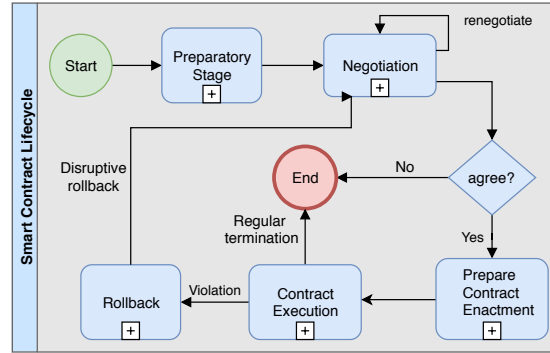 Smart Contract Lifecycle
Start
Preparatory
Stage
+
Negotiation
+
renegotiate
Disruptive
rollback
End
No
agree?
Regular
termination
Yes
Rollback
+
Violation
Contract
Execution
+
Prepare
Contract
Enactment
+